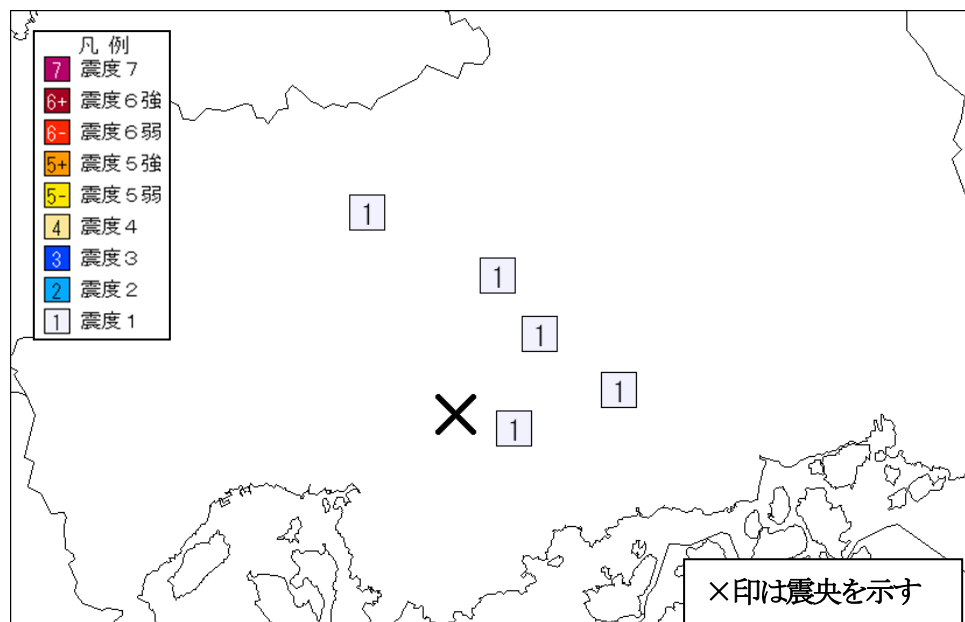 凡 例
7 震度７
6+ 震度６強
6- 震度６弱
5+ 震度５強
5- 震度５弱
4 震度４
3 震度３
2 震度２
1 震度１
1
1
1
1
1
×印は震央を示す